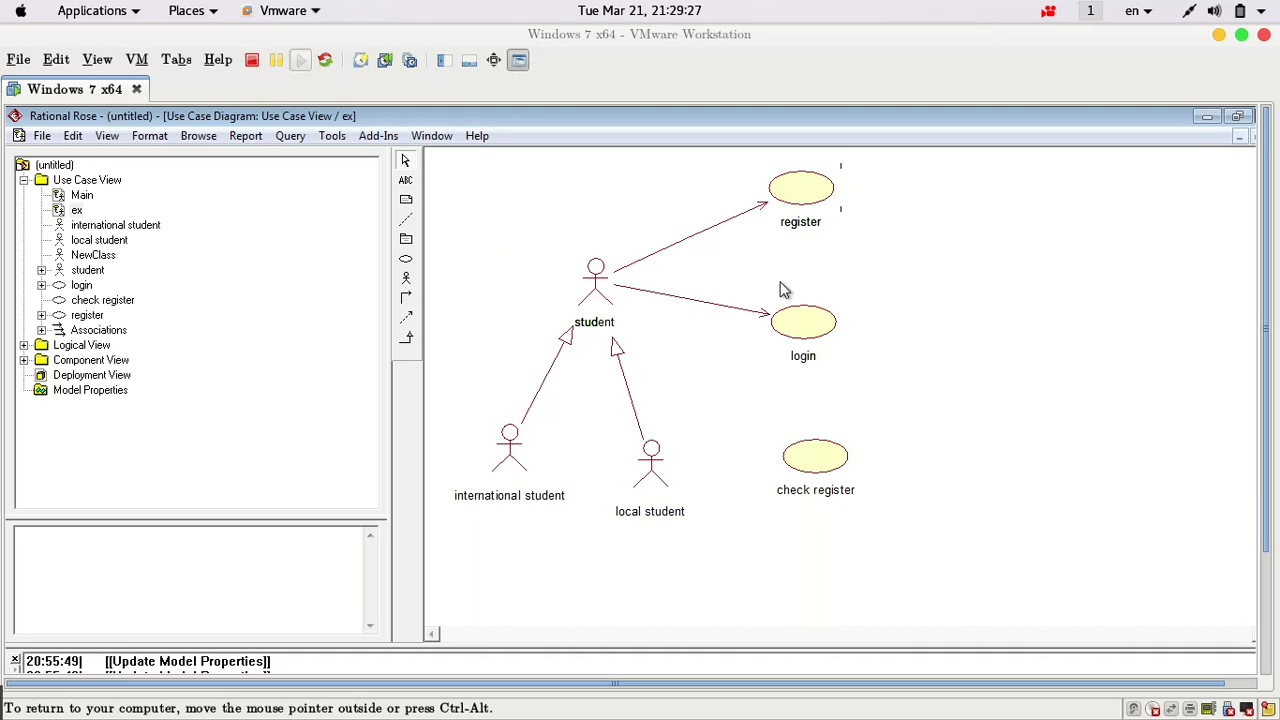 Applications Places Vmware Tue Mar 21, 21:29:27 1 en
Windows 7 x64 - VMware Workstation
File Edit View VM Tabs Help
Windows 7 x64
Rational Rose - (untitled) - [Use Case Diagram: Use Case View / ex]
File Edit View Format Browse Report Query Tools Add-Ins Window Help
(untitled)
Use Case View
Main
ex
international student
local student
NewClass
student
login
check register
register
Associations
Logical View
Component View
Deployment View
Model Properties
ABC
register
student
login
international student
local student
check register
20:55:49| [[Update Model Properties]]
To return to your computer, move the mouse pointer outside or press Ctrl-Alt.